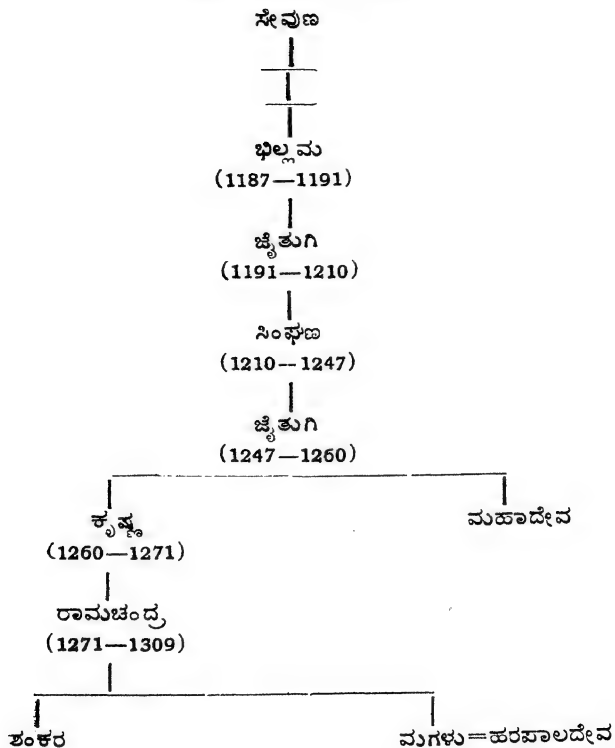 ಸೇವುಣ
ಭಿಲ್ಲಮ
(1187—1191)
ಜೈತುಗಿ
(1191—1210)
ಸಿಂಘಣ
(1210--1247)
ಜೈತುಗಿ
(1247—1260)
ಕೃಷ್ಣ ಮಹಾದೇವ
(1260—1271)
ರಾಮಚಂದ್ರ
(1271—1309)
ಶಂಕರ ಮಗಳು=ಹರಪಾಲದೇವ